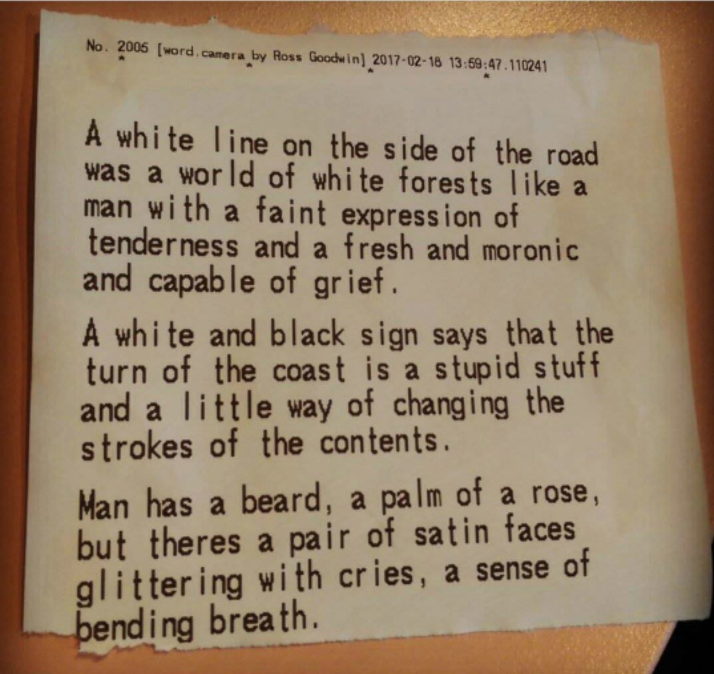 No. 2005 [word.camera by Ross Goodwin] 2017-02-18 13:59:47.110241
A white line on the side of the road
was a world of white forests like a
man with a faint expression of
tenderness and a fresh and moronic
and capable of grief.
A white and black sign says that the
turn of the coast is a stupid stuff
and a little way of changing the
strokes of the contents.
Man has a beard, a palm of a rose,
but theres a pair of satin faces
glittering with cries, a sense of
bending breath.